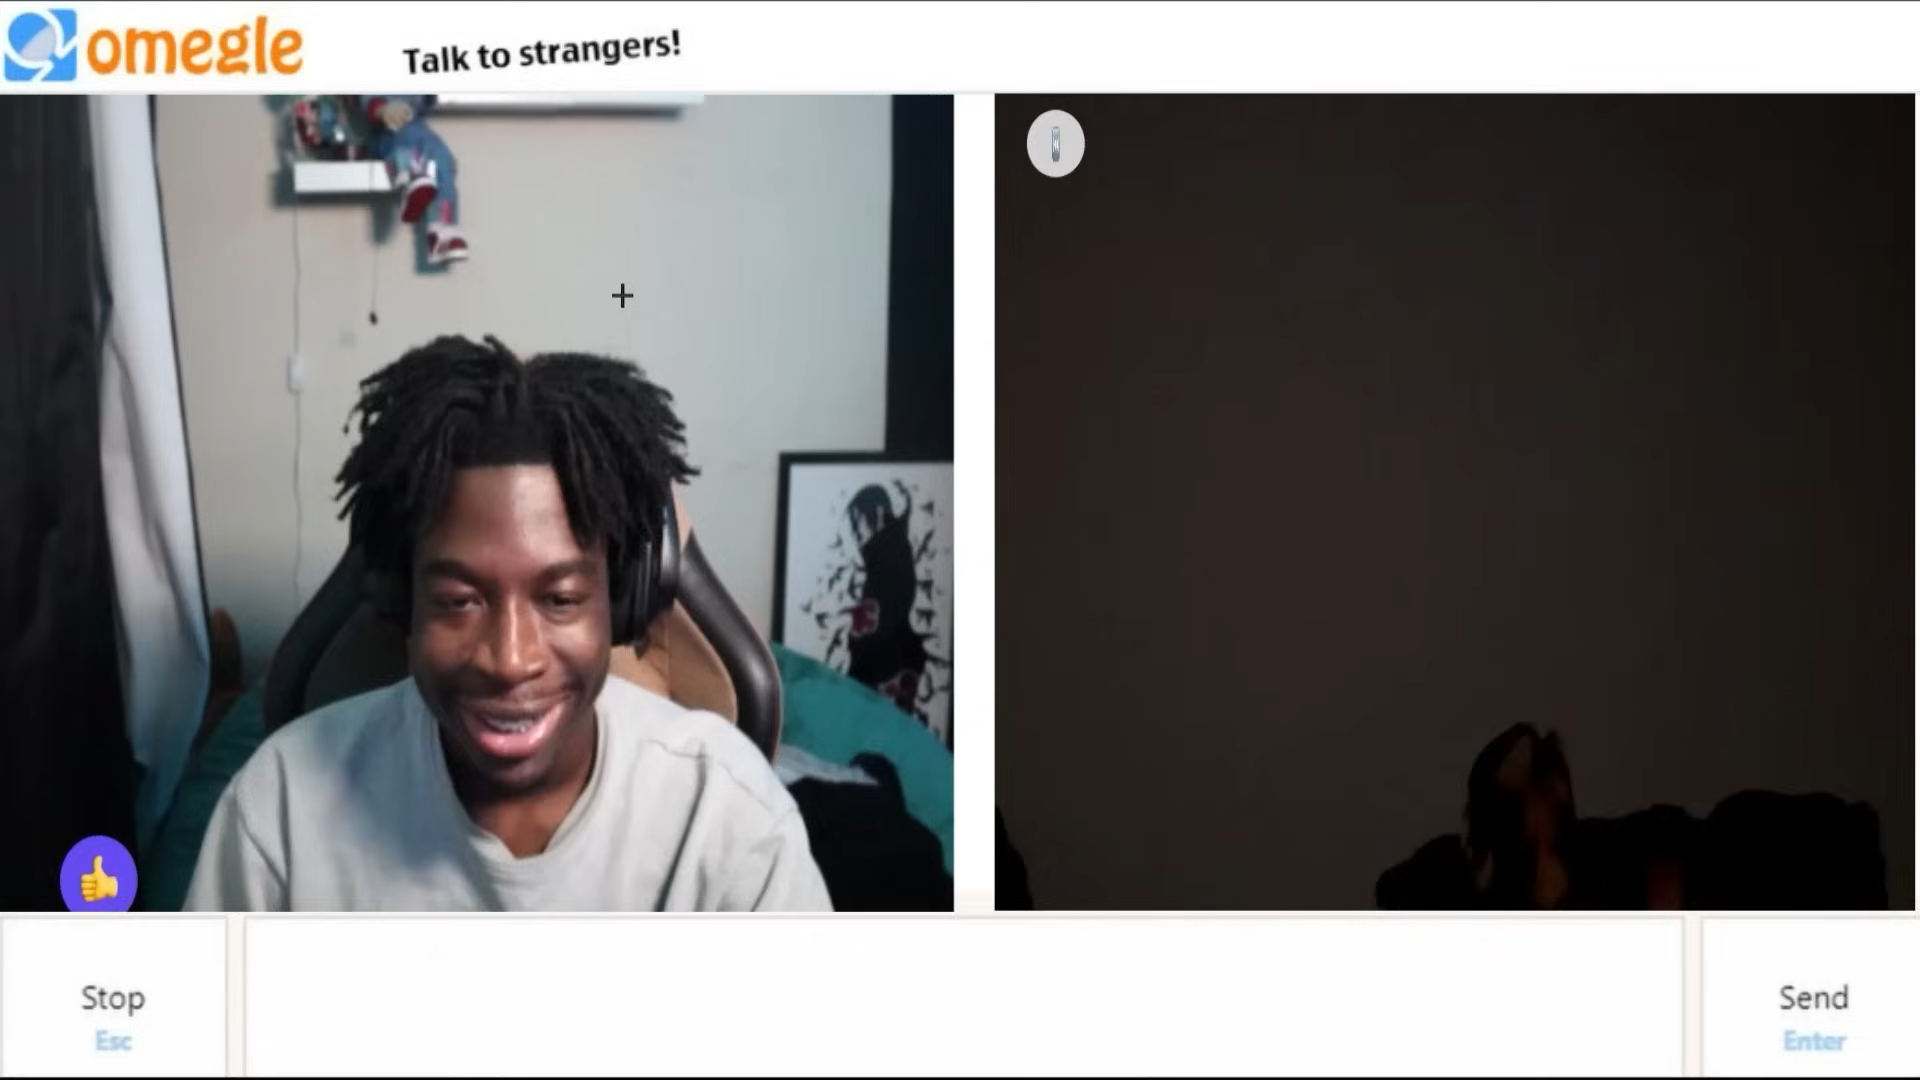 omegle
Talk to strangers!
Stop
Esc
Send
Enter